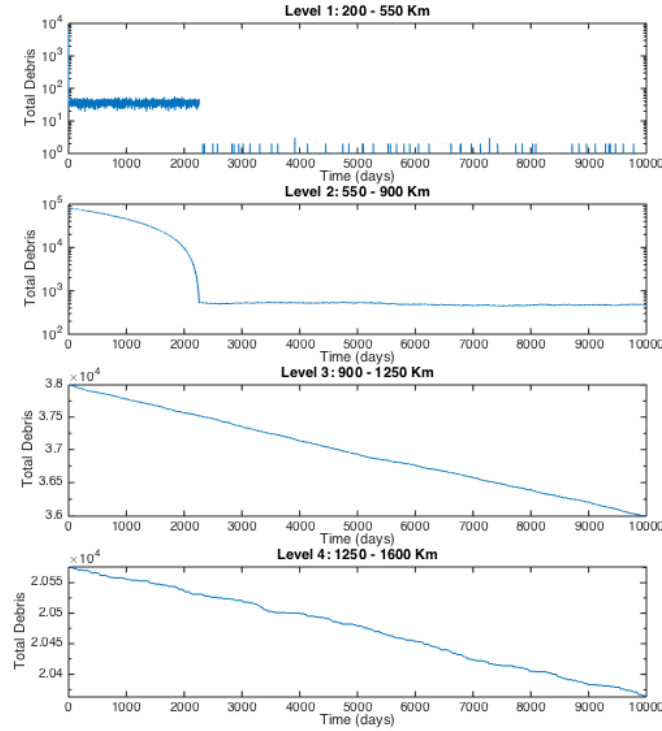 Level 1: 200 - 550 Km
10^4
10^3
10^2
10^1
10^0
Total Debris
0 1000 2000 3000 4000 5000 6000 7000 8000 9000 10000
Time (days)
Level 2: 550 - 900 Km
10^5
10^4
10^3
10^2
Total Debris
0 1000 2000 3000 4000 5000 6000 7000 8000 9000 10000
Time (days)
×10^4
Level 3: 900 - 1250 Km
3.8
3.75
3.7
3.65
3.6
Total Debris
0 1000 2000 3000 4000 5000 6000 7000 8000 9000 10000
Time (days)
×10^4
Level 4: 1250 - 1600 Km
2.055
2.05
2.045
2.04
Total Debris
0 1000 2000 3000 4000 5000 6000 7000 8000 9000 10000
Time (days)